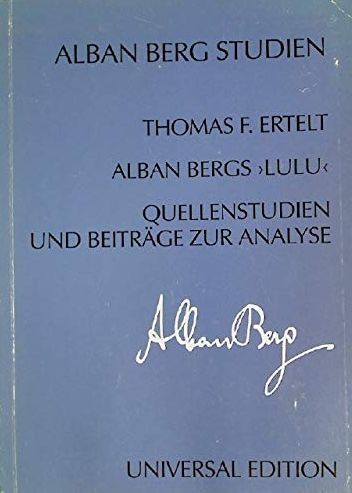 ALBAN BERG STUDIEN
THOMAS F. ERTELT
ALBAN BERGS ›LULU‹
QUELLENSTUDIEN
UND BEITRÄGE ZUR ANALYSE
Alban Berg
UNIVERSAL EDITION